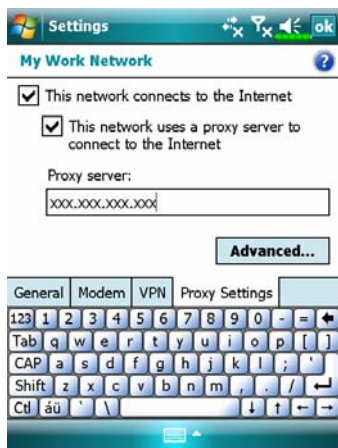 Settings ok
My Work Network
This network connects to the Internet
This network uses a proxy server to
connect to the Internet
Proxy server:
xxx.xxx.xxx.xxx
Advanced...
General Modem VPN Proxy Settings
123 1 2 3 4 5 6 7 8 9 0 - =
Tab q w e r t y u i o p [ ]
CAP a s d f g h j k l ; '
Shift z x c v b n m , . /
Ctl áü ` \